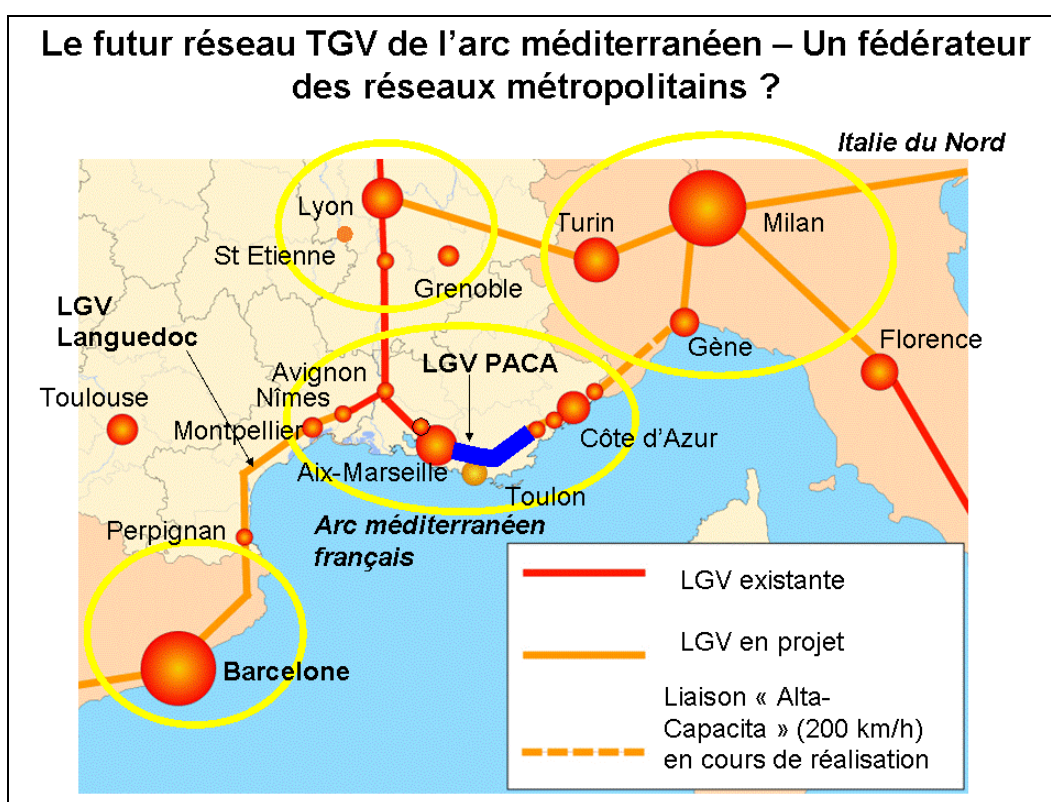 Le futur réseau TGV de l'arc méditerranéen – Un fédérateur
des réseaux métropolitains ?
Italie du Nord
Lyon
Turin
Milan
St Etienne
Grenoble
LGV
Languedoc
Gène
Florence
Avignon
LGV PACA
Nîmes
Toulouse
Montpellier
Côte d'Azur
Aix-Marseille
Toulon
Perpignan
Arc méditerranéen
français
Barcelone
LGV existante
LGV en projet
Liaison « Alta-
Capacita » (200 km/h)
en cours de réalisation